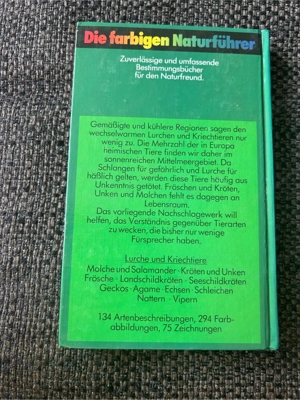 Die farbigen Naturführer
Zuverlässige und umfassende
Bestimmungsbücher
für den Naturfreund.
Gemäßigte und kühlere Regionen sagen den
wechselwarmen Lurchen und Kriechtieren nur
wenig zu. Die Mehrzahl der in Europa
heimischen Tiere finden wir daher im
sonnenreichen Mittelmeergebiet. Da
Schlangen für gefährlich und Lurche für
häßlich gelten, werden diese Tiere häufig aus
Unkenntnis getötet. Fröschen und Kröten,
Unken und Molchen fehlt es dagegen an
Lebensraum.
Das vorliegende Nachschlagewerk will
helfen, das Verständnis gegenüber Tierarten
zu wecken, die bisher nur wenige
Fürsprecher haben.
Lurche und Kriechtiere
Molche und Salamander · Kröten und Unken
Frösche · Landschildkröten · Seeschildkröten
Geckos · Agame · Echsen · Schleichen
Nattern · Vipern
134 Artenbeschreibungen, 294 Farb-
abbildungen, 75 Zeichnungen